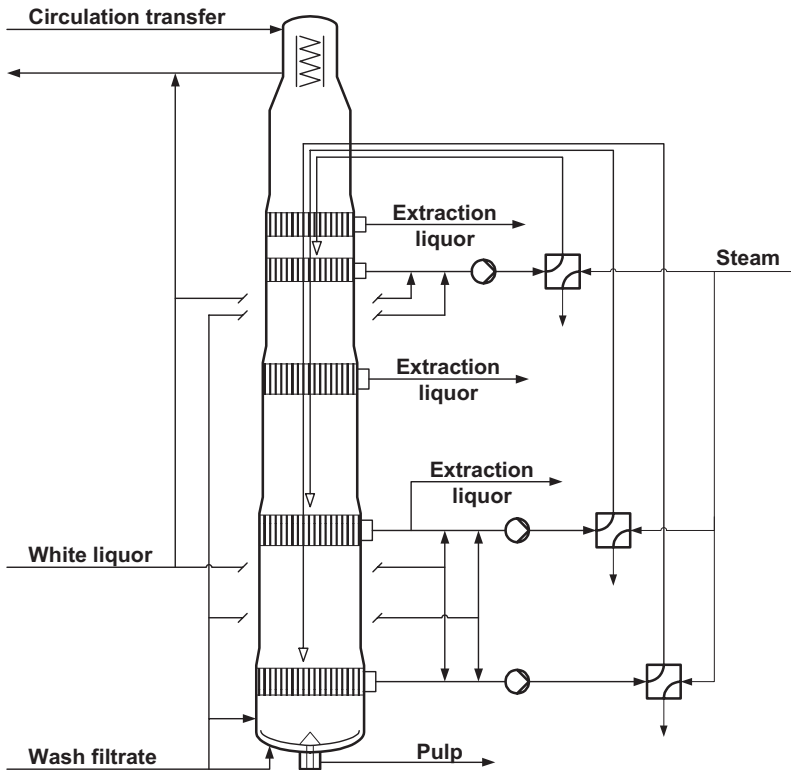 Circulation transfer
Extraction
liquor
Steam
Extraction
liquor
Extraction
liquor
White liquor
Wash filtrate
Pulp